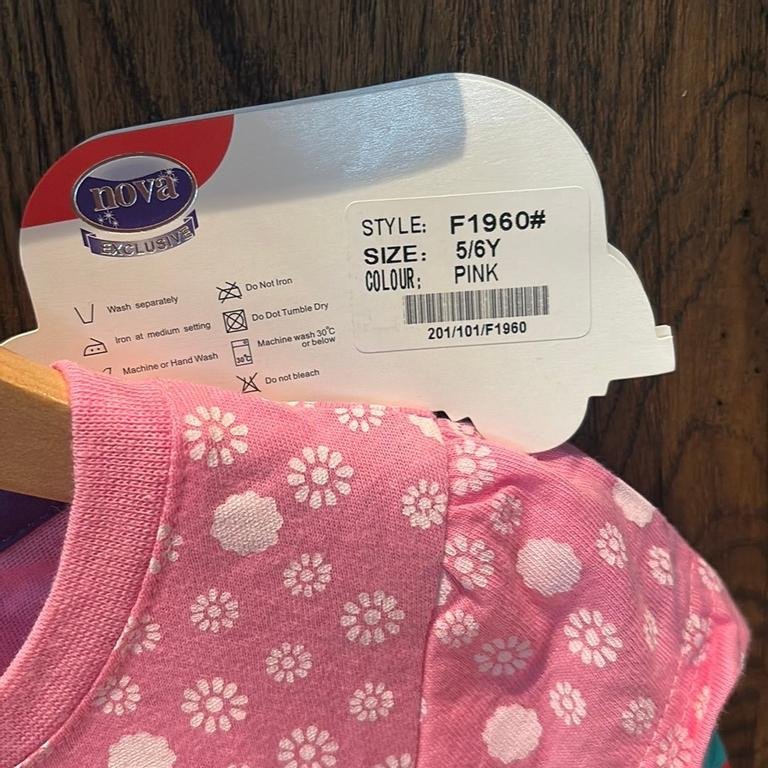 nova
EXCLUSIVE
STYLE: F1960#
SIZE: 5/6Y
COLOUR; PINK
201/101/F1960
Wash separately
Iron at medium setting
Machine or Hand Wash
Do Not Iron
Do Dot Tumble Dry
Machine wash 30°C
or below
30°C
Do not bleach